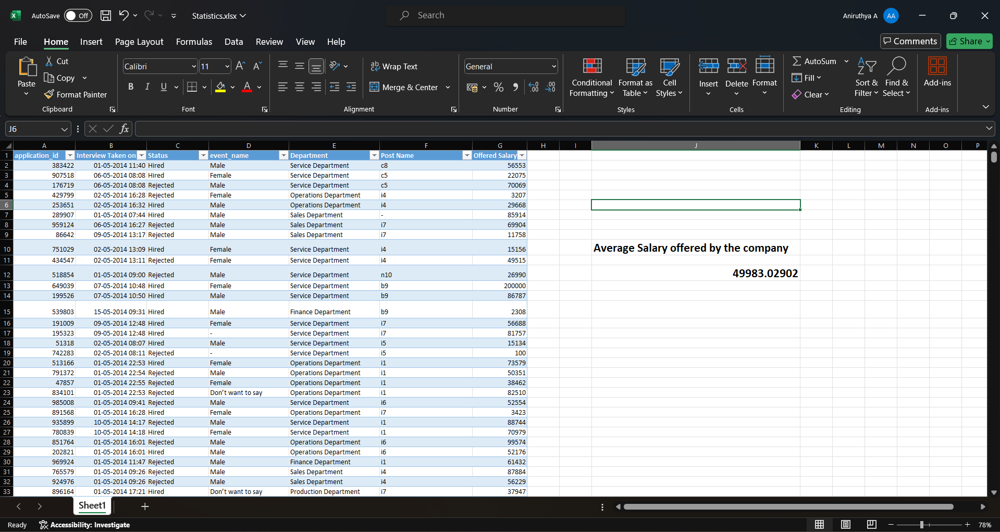 AutoSave Off Statistics.xlsx Search Aniruthya A AA
File Home Insert Page Layout Formulas Data Review View Help Comments Share
Paste Cut Copy Format Painter Clipboard
Calibri 11 B I U A Font
Wrap Text Merge & Center Alignment
General % Number
Conditional Formatting Format as Table Cell Styles Styles
Insert Delete Format Cells
AutoSum Fill Clear Sort & Filter Find & Select Editing
Add-ins Add-ins
J6 fx
A B C D E F G H I J K L M N O P
1 application_id Interview Taken on Status event_name Department Post Name Offered Salary
2 383422 01-05-2014 11:40 Hired Male Service Department c8 56553
3 907518 06-05-2014 08:08 Hired Female Service Department c5 22075
4 176719 06-05-2014 08:08 Rejected Male Service Department c5 70069
5 429799 02-05-2014 16:28 Rejected Female Operations Department i4 3207
6 253651 02-05-2014 16:32 Hired Male Operations Department i4 29668
7 289907 01-05-2014 07:44 Hired Male Sales Department - 85914
8 959124 06-05-2014 16:27 Rejected Male Sales Department i7 69904
9 86642 09-05-2014 13:17 Rejected Male Sales Department i7 11758
10 751029 02-05-2014 13:09 Hired Female Service Department i4 15156 Average Salary offered by the company
11 434547 02-05-2014 13:11 Rejected Female Service Department i4 49515
12 518854 01-05-2014 09:00 Rejected Male Service Department n10 26990 49983.02902
13 649039 07-05-2014 10:48 Hired Female Service Department b9 200000
14 199526 07-05-2014 10:50 Hired Male Service Department b9 86787
15 539803 15-05-2014 09:31 Hired Male Finance Department b9 2308
16 191009 09-05-2014 12:48 Hired Female Service Department i7 56688
17 195323 09-05-2014 12:48 Hired - Service Department i7 81757
18 51318 02-05-2014 08:07 Hired Male Service Department i5 15134
19 742283 02-05-2014 08:11 Rejected - Service Department i5 100
20 513166 01-05-2014 22:53 Hired Female Operations Department i1 73579
21 791372 01-05-2014 22:54 Rejected Male Operations Department i1 50351
22 47857 01-05-2014 22:55 Rejected Female Operations Department i1 38462
23 834101 01-05-2014 22:53 Rejected Don’t want to say Operations Department i1 82510
24 985008 01-05-2014 09:41 Rejected Male Service Department i6 52554
25 891568 01-05-2014 16:28 Hired Female Operations Department i7 3423
26 935899 10-05-2014 14:17 Rejected Male Service Department i1 88744
27 780839 10-05-2014 14:18 Hired Female Service Department i1 70979
28 851764 01-05-2014 16:01 Rejected Male Operations Department i6 99574
29 202821 01-05-2014 16:01 Hired Male Operations Department i6 52176
30 969924 01-05-2014 11:47 Rejected Male Finance Department i1 61432
31 765579 01-05-2014 09:26 Rejected Male Sales Department i4 87884
32 924976 01-05-2014 09:26 Rejected Male Sales Department i4 56229
33 896164 01-05-2014 17:21 Hired Don’t want to say Production Department i7 37947
Sheet1
Ready Accessibility: Investigate 78%